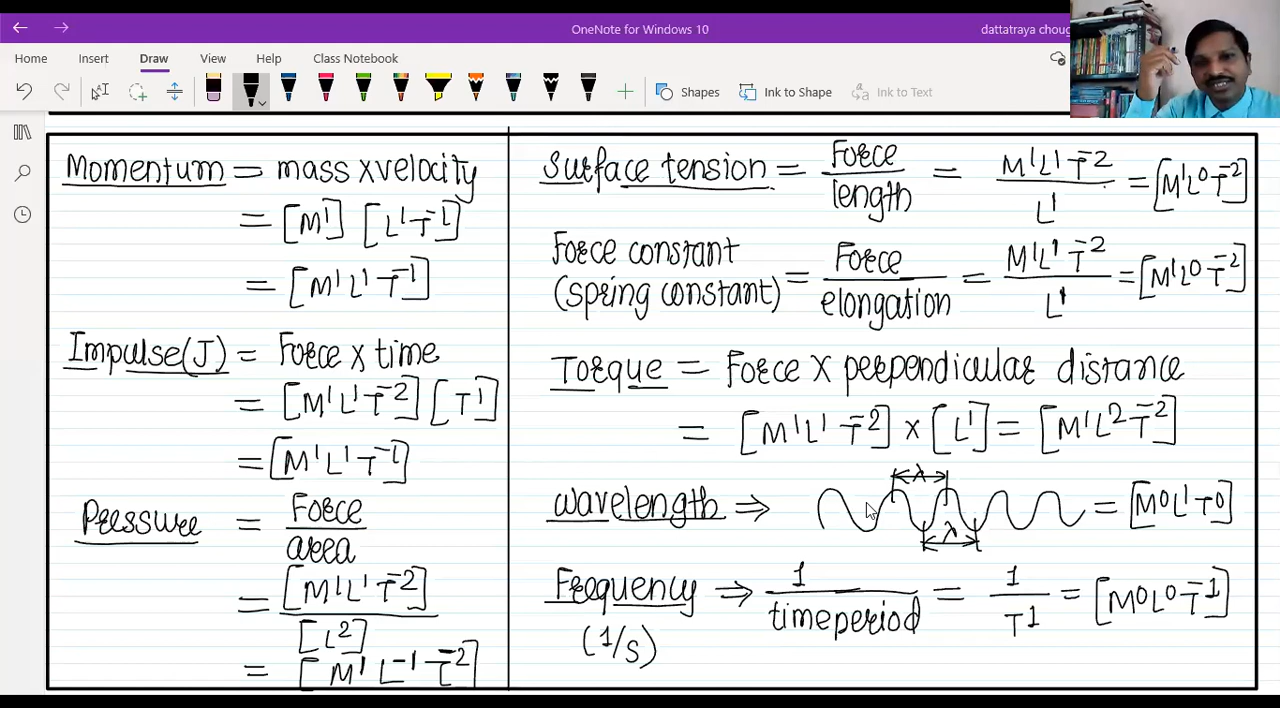 OneNote for Windows 10
dattatraya choug
Home Insert Draw View Help Class Notebook
Shapes Ink to Shape Ink to Text
Momentum = mass x velocity
= [M¹] [L¹T⁻¹]
= [M¹L¹T⁻¹]
Impulse(J) = Force x time
= [M¹L¹T⁻²] [T¹]
= [M¹L¹T⁻¹]
Pressure = Force / area
= [M¹L¹T⁻²] / [L²]
= [M¹L⁻¹T⁻²]
Surface tension = Force / length = M¹L¹T⁻² / L¹ = [M¹L⁰T⁻²]
Force constant
(spring constant) = Force / elongation = M¹L¹T⁻² / L¹ = [M¹L⁰T⁻²]
Torque = Force x perpendicular distance
= [M¹L¹T⁻²] x [L¹] = [M¹L²T⁻²]
wavelength ⇒ λ λ = [M⁰L¹T⁰]
Frequency ⇒ 1 / timeperiod = 1 / T¹ = [M⁰L⁰T⁻¹]
(1/s)